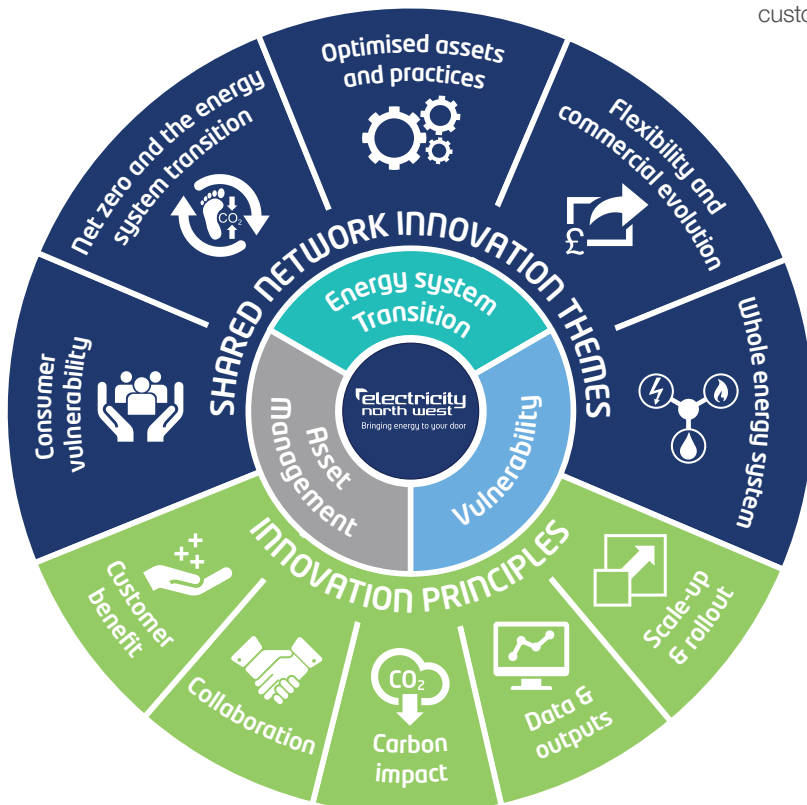 custo
Optimised assets
and practices
Net zero and the energy
system transition
CO2
Flexibility and
commercial evolution
£
Consumer
vulnerability
Whole energy system
SHARED NETWORK INNOVATION THEMES
Energy system
Transition
Asset
Management
Vulnerability
electricity
north west
Bringing energy to your door
INNOVATION PRINCIPLES
Customer
benefit
Collaboration
CO2
Carbon
impact
Data &
outputs
Scale-up
& rollout